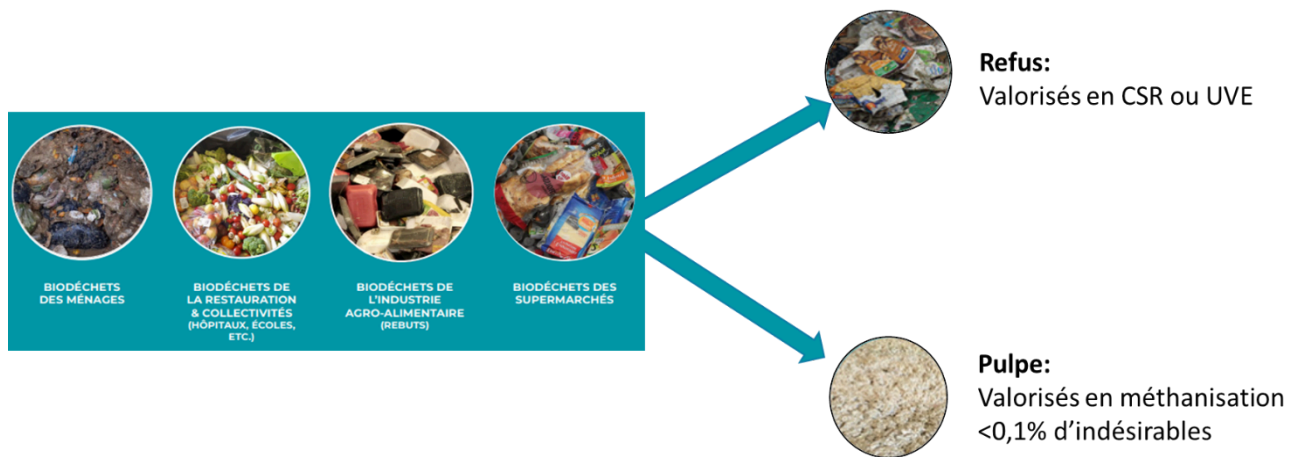 Refus:
Valorisés en CSR ou UVE
BIODÉCHETS
DES MÉNAGES
BIODÉCHETS DE
LA RESTAURATION
& COLLECTIVITÉS
(HÔPITAUX, ÉCOLES,
ETC.)
BIODÉCHETS DE
L'INDUSTRIE
AGRO-ALIMENTAIRE
(REBUTS)
BIODÉCHETS DES
SUPERMARCHÉS
Pulpe:
Valorisés en méthanisation
<0,1% d'indésirables